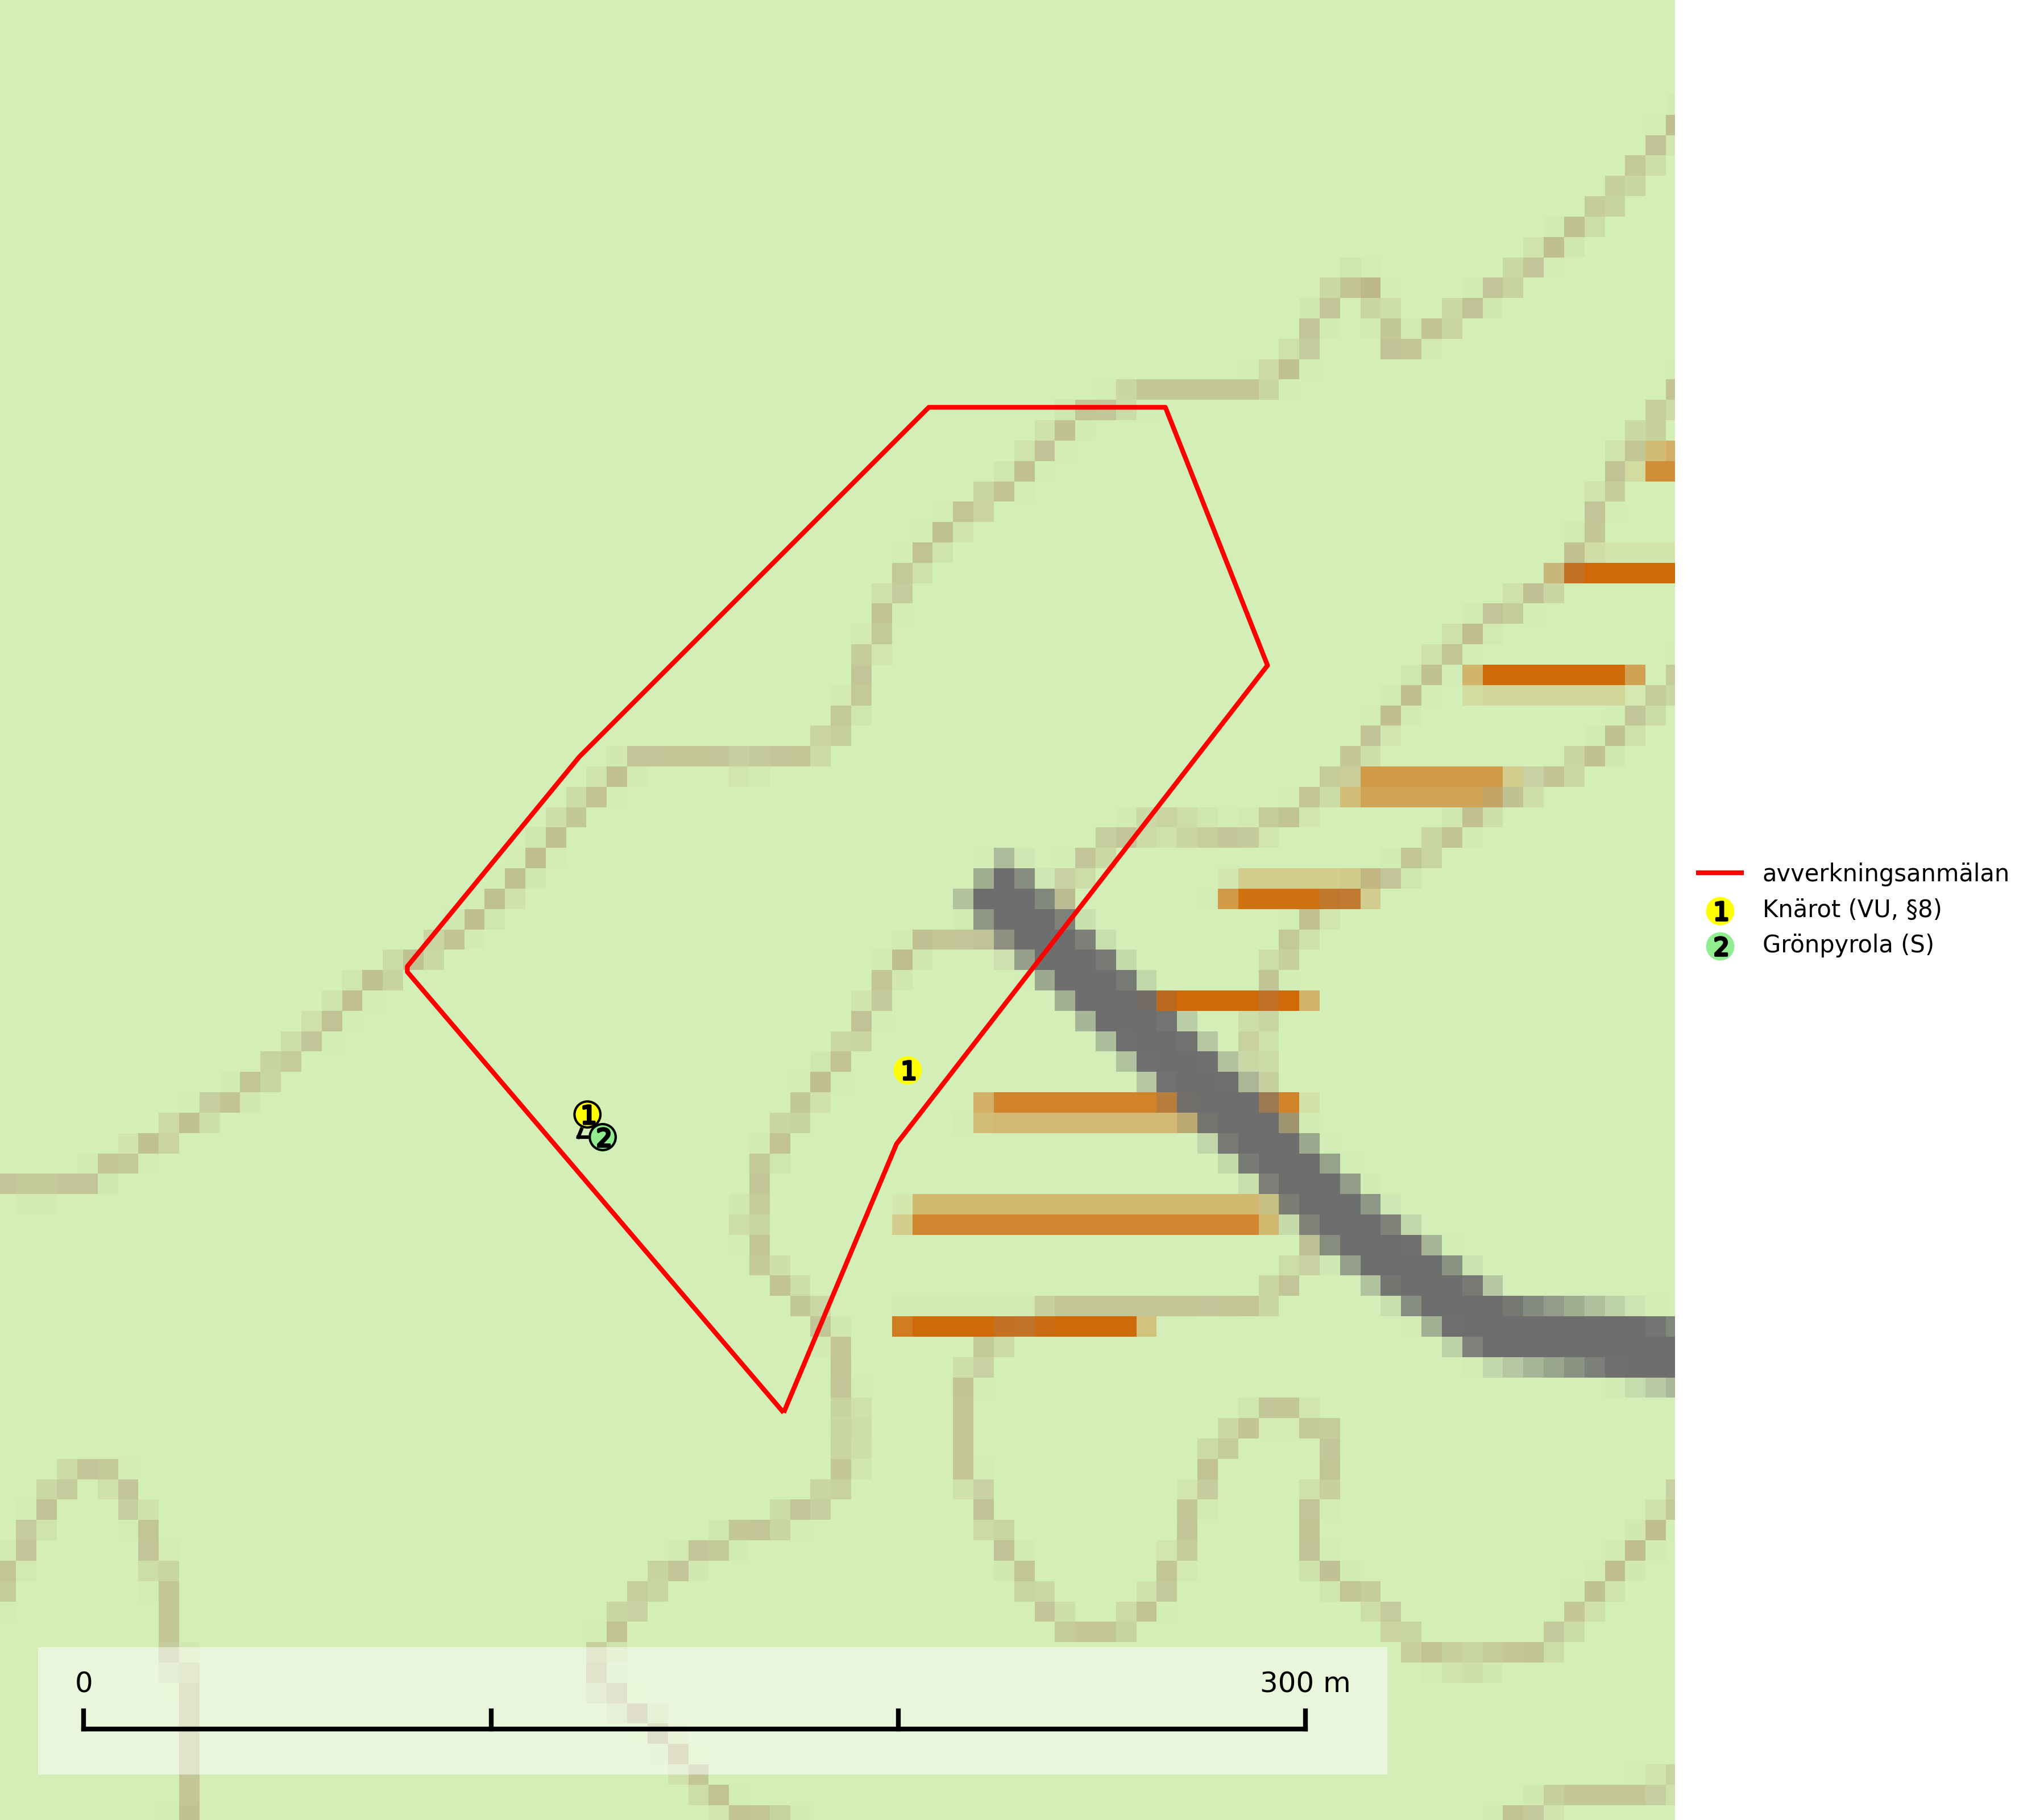 avverkningsanmälan
1 Knärot (VU, §8)
2 Grönpyrola (S)
1
1
2
0 300 m